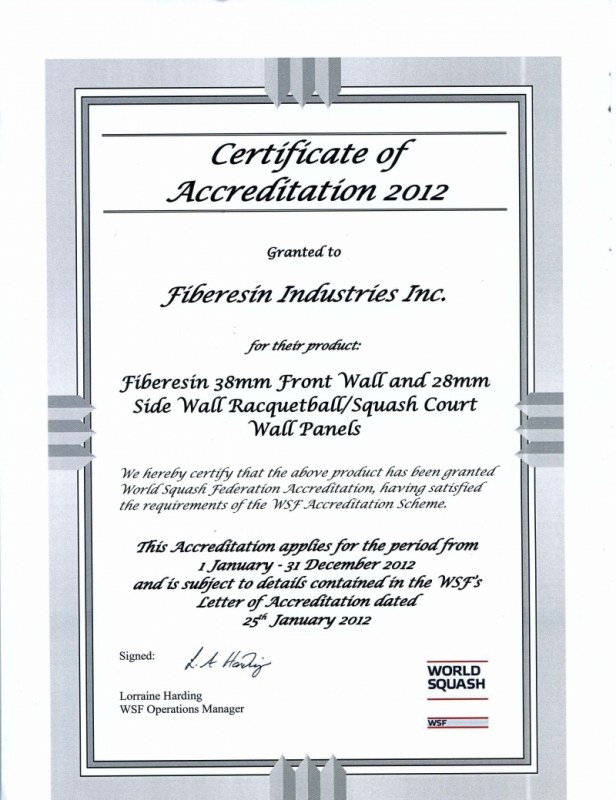 Certificate of
Accreditation 2012
Granted to
Fiberesin Industries Inc.
for their product:
Fiberesin 38mm Front Wall and 28mm
Side Wall Racquetball/Squash Court
Wall Panels
We hereby certify that the above product has been granted
World Squash Federation Accreditation, having satisfied
the requirements of the WSF Accreditation Scheme.
This Accreditation applies for the period from
1 January - 31 December 2012
and is subject to details contained in the WSF's
Letter of Accreditation dated
25th January 2012
Signed: L. A Harding
Lorraine Harding
WSF Operations Manager
WORLD
SQUASH
WSF